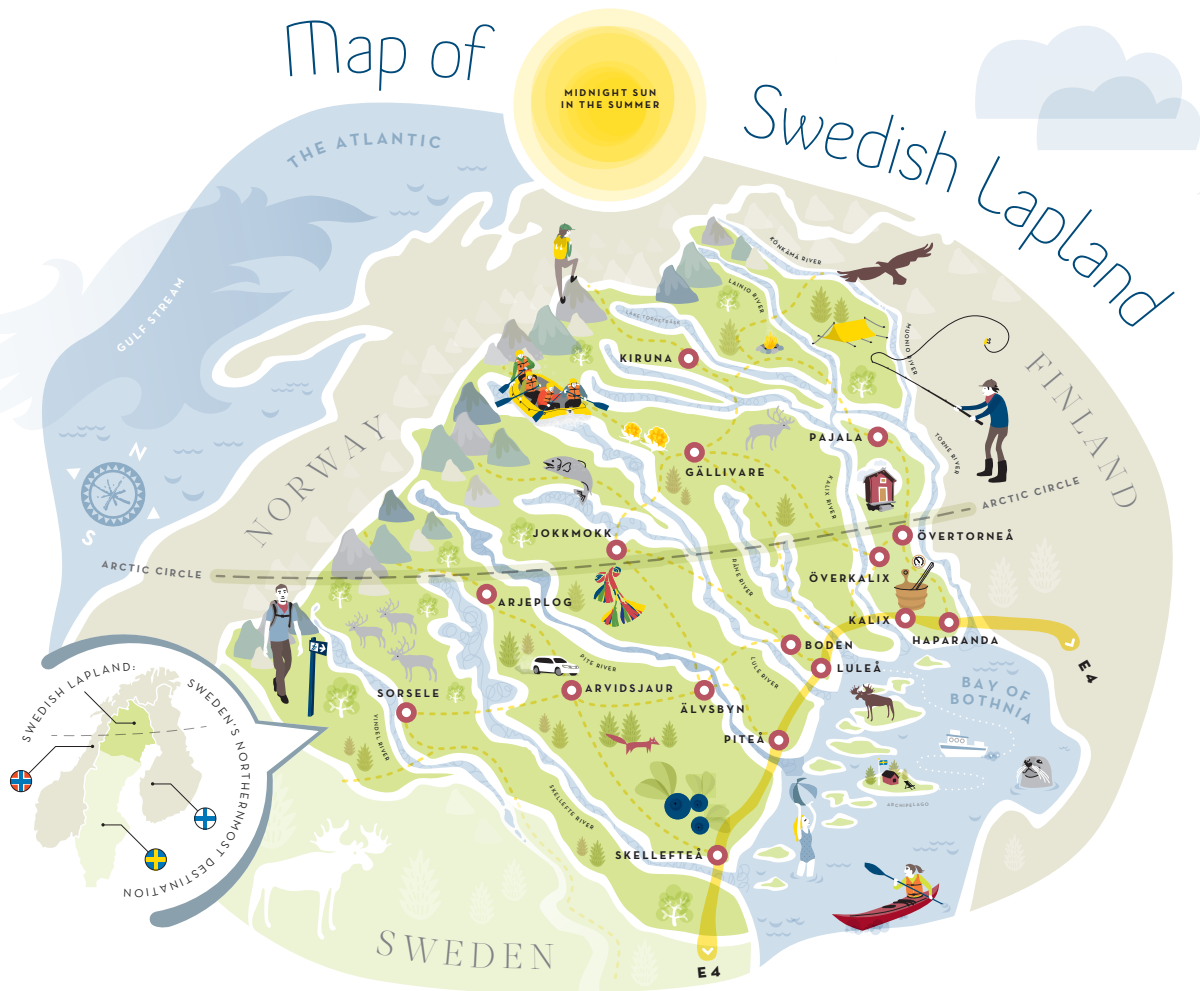 Map of
Swedish Lapland
MIDNIGHT SUN
IN THE SUMMER
THE ATLANTIC
GULF STREAM
N
S
NORWAY
FINLAND
KÖNKÄMÄ RIVER
LAINIO RIVER
LAKE TORNETRÄSK
MUONIO RIVER
KIRUNA
PAJALA
TORNE RIVER
GÄLLIVARE
KALIX RIVER
ARCTIC CIRCLE
JOKKMOKK
ÖVERTORNEÅ
ARCTIC CIRCLE
ÖVERKALIX
RÅNE RIVER
ARJEPLOG
KALIX
HAPARANDA
BODEN
E4
LULEÅ
PITE RIVER
LULE RIVER
ARVIDSJAUR
SORSELE
ÄLVSBYN
BAY OF
BOTHNIA
VINDEL RIVER
PITEÅ
SKELLEFTE RIVER
ARCHIPELAGO
SKELLEFTEÅ
SWEDISH LAPLAND:
SWEDEN'S NORTHERNMOST DESTINATION
SWEDEN
E4